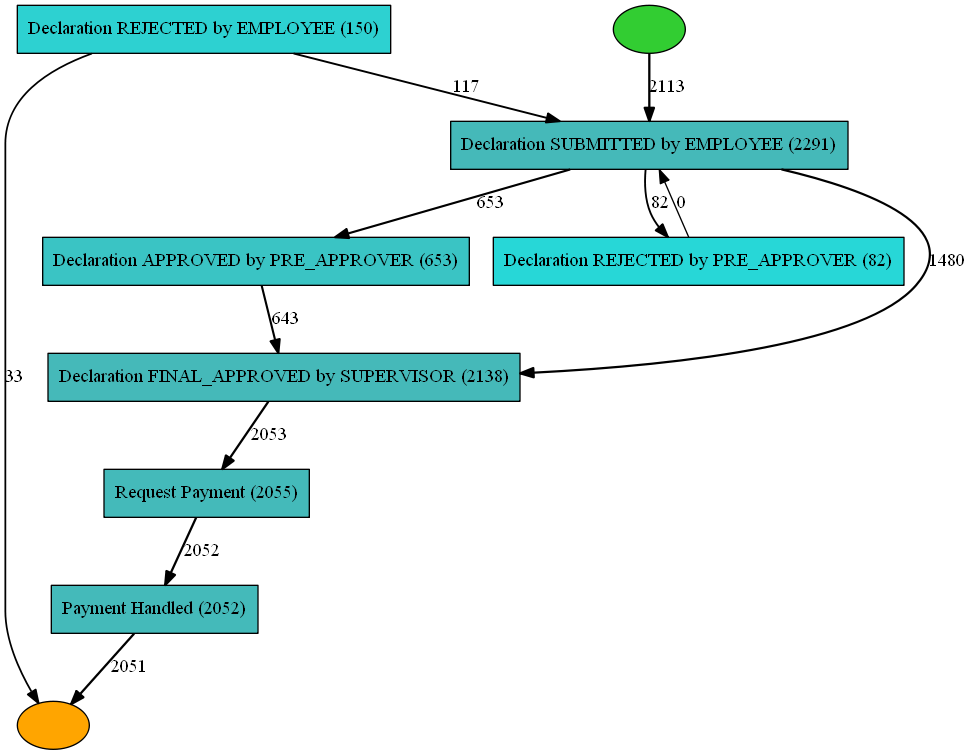 Declaration REJECTED by EMPLOYEE (150)
117
2113
Declaration SUBMITTED by EMPLOYEE (2291)
653
82
0
Declaration APPROVED by PRE_APPROVER (653)
Declaration REJECTED by PRE_APPROVER (82)
1480
643
33
Declaration FINAL_APPROVED by SUPERVISOR (2138)
2053
Request Payment (2055)
2052
Payment Handled (2052)
2051